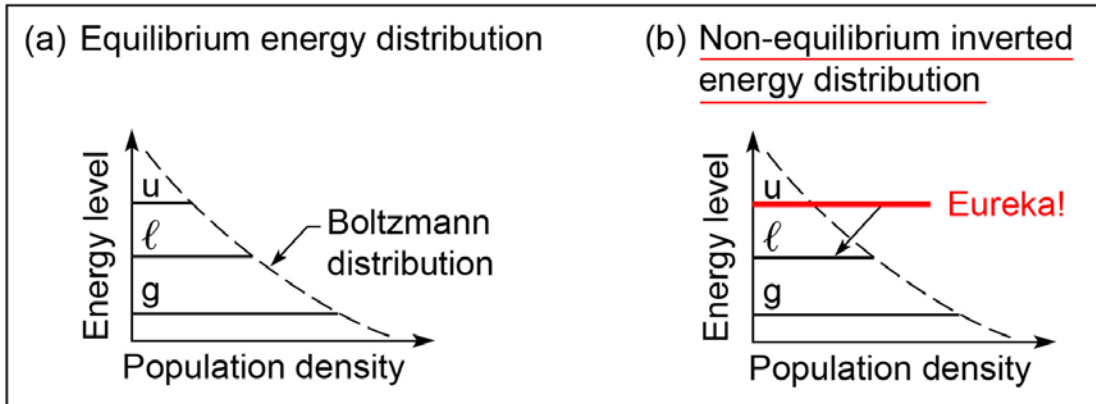 (a) Equilibrium energy distribution
Energy level
u
ℓ
g
Boltzmann
distribution
Population density
(b) Non-equilibrium inverted
energy distribution
Energy level
u
ℓ
g
Eureka!
Population density